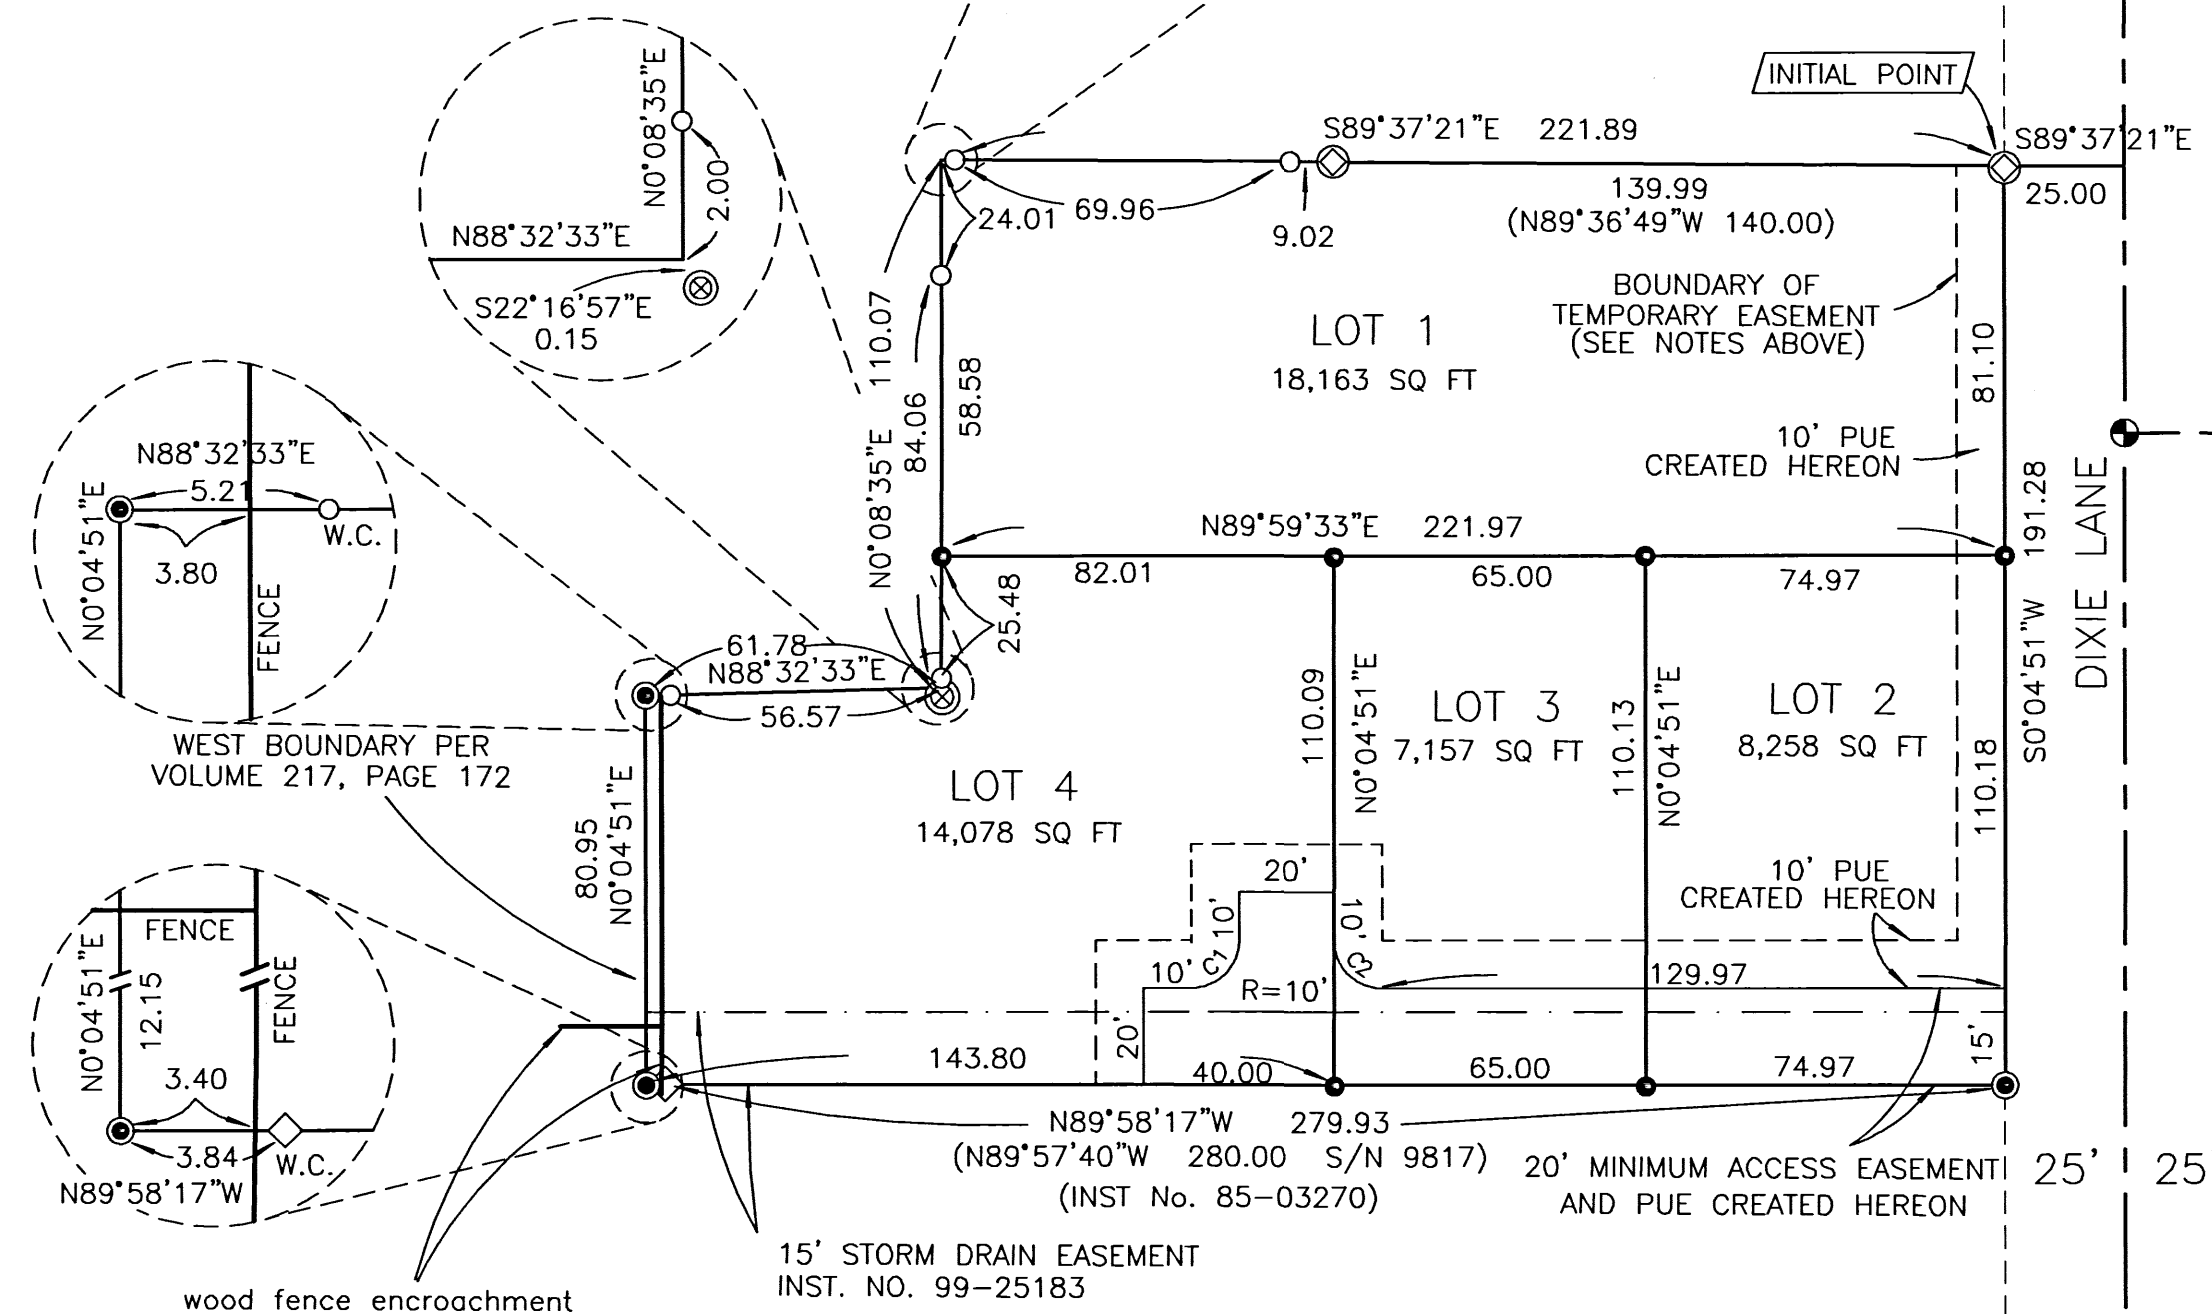 INITIAL POINT
S89°37'21"E 221.89
S89°37'21"E
25.00
139.99
(N89°36'49"W 140.00)
24.01
69.96
9.02
N0°08'35"E
2.00
N88°32'33"E
S22°16'57"E
0.15
BOUNDARY OF
TEMPORARY EASEMENT
(SEE NOTES ABOVE)
LOT 1
18,163 SQ FT
81.10
N0°08'35"E 110.07
84.06
58.58
10' PUE
CREATED HEREON
N88°32'33"E
5.21
W.C.
3.80
N0°04'51"E
FENCE
N89°59'33"E 221.97
82.01
65.00
74.97
S0°04'51"W 191.28
DIXIE LANE
25.48
61.78
N88°32'33"E
56.57
WEST BOUNDARY PER
VOLUME 217, PAGE 172
110.09
N0°04'51"E
LOT 3
7,157 SQ FT
110.13
N0°04'51"E
LOT 2
8,258 SQ FT
110.18
LOT 4
14,078 SQ FT
80.95
N0°04'51"E
10' PUE
CREATED HEREON
20'
10'
10'
C1
10'
C2
R=10'
129.97
20'
15'
FENCE
N0°04'51"E
12.15
FENCE
3.40
3.84
W.C.
N89°58'17"W
143.80
40.00
65.00
74.97
N89°58'17"W 279.93
(N89°57'40"W 280.00 S/N 9817)
(INST No. 85-03270)
20' MINIMUM ACCESS EASEMENT
AND PUE CREATED HEREON
25' 25
15' STORM DRAIN EASEMENT
INST. NO. 99-25183
wood fence encroachment